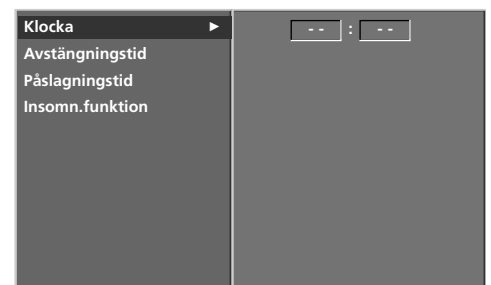 Klocka ► - - : - -
Avstängningstid
Påslagningstid
Insomn.funktion